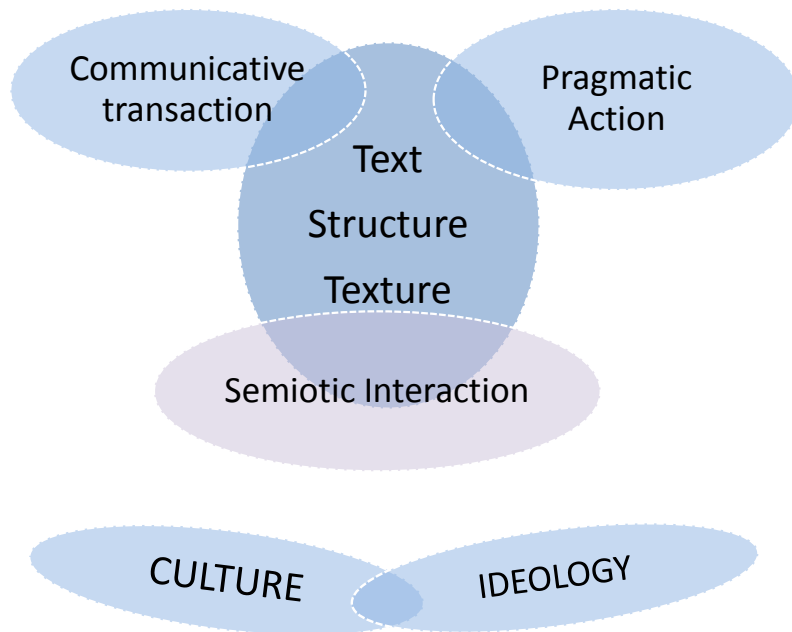 Communicative
transaction
Pragmatic
Action
Text
Structure
Texture
Semiotic Interaction
CULTURE
IDEOLOGY